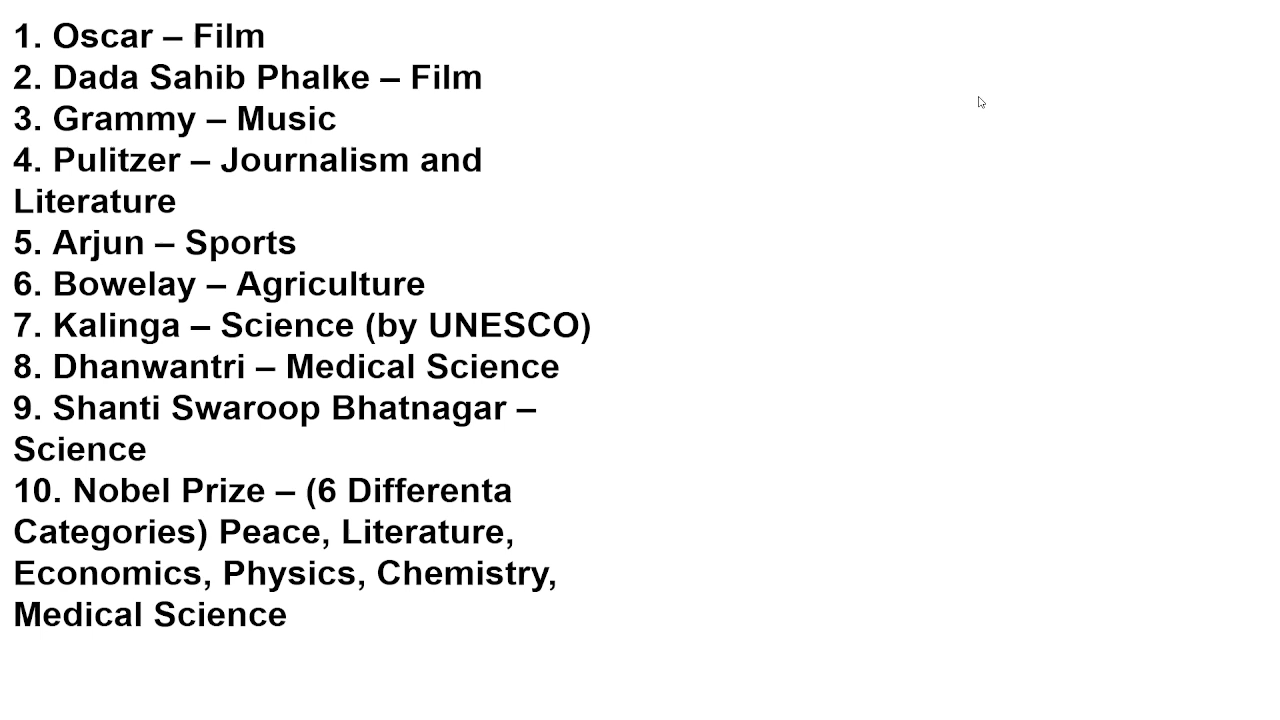 1. Oscar – Film
2. Dada Sahib Phalke – Film
3. Grammy – Music
4. Pulitzer – Journalism and
Literature
5. Arjun – Sports
6. Bowelay – Agriculture
7. Kalinga – Science (by UNESCO)
8. Dhanwantri – Medical Science
9. Shanti Swaroop Bhatnagar –
Science
10. Nobel Prize – (6 Differenta
Categories) Peace, Literature,
Economics, Physics, Chemistry,
Medical Science